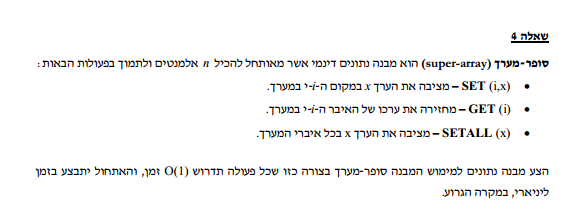 שאלה 4
סופר-מערך (super-array) הוא מבנה נתונים דינמי אשר מאותחל להכיל n אלמנטים ולתמוך בפעולות הבאות:
• SET (i,x) – מציבה את הערך x במקום ה-i-י במערך.
• GET (i) – מחזירה את ערכו של האיבר ה-i-י במערך.
• SETALL (x) – מציבה את הערך x בכל איברי המערך.
הצע מבנה נתונים למימוש המבנה סופר-מערך בצורה כזו שכל פעולה תדרוש O(1) זמן, והאתחול יתבצע בזמן
ליניארי, במקרה הגרוע.